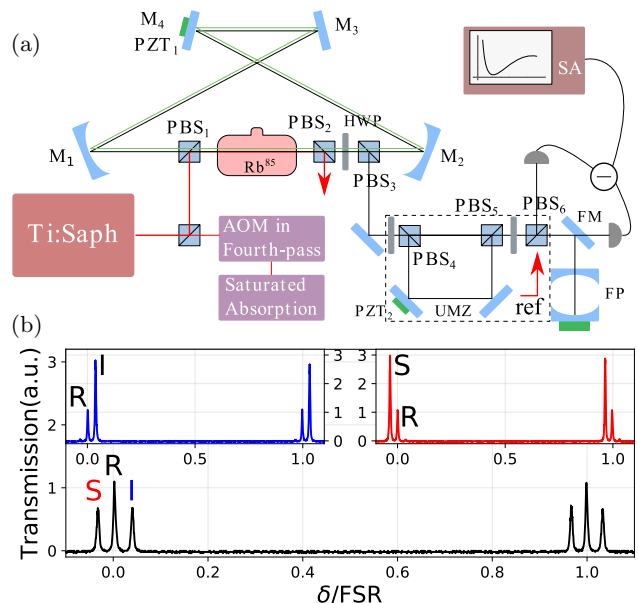 (a)
M₄
PZT₁
M₃
SA
PBS₁
PBS₂
HWP
M₁
Rb⁸⁵
M₂
PBS₃
Ti:Saph
AOM in
Fourth-pass
Saturated
Absorption
PBS₅
PBS₆
FM
PBS₄
PZT₂
UMZ
ref
FP
(b)
Transmission(a.u.)
3
2
1
0
R
I
0.0
0.5
1.0
3
2
1
0
S
R
0.0
0.5
1.0
S
R
I
0.0
0.2
0.4
0.6
0.8
1.0
δ/FSR